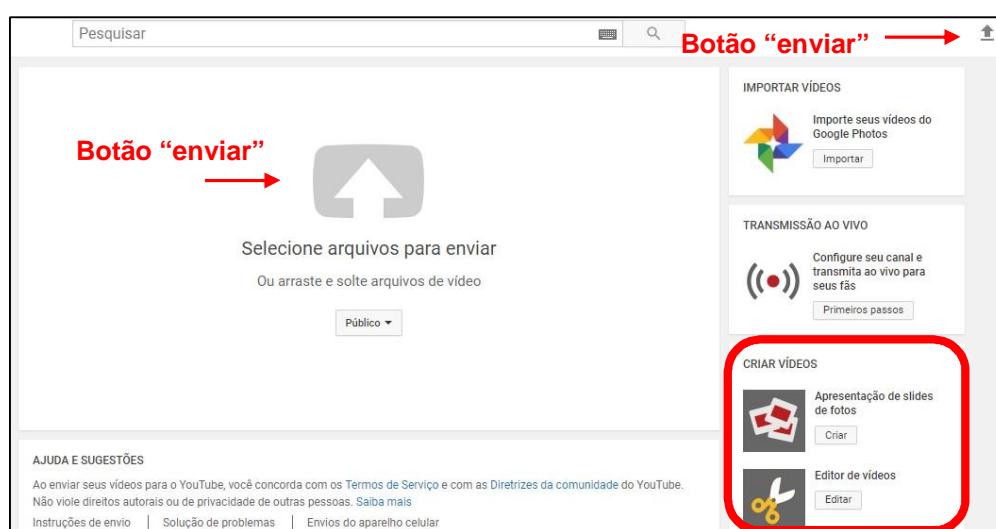 Pesquisar
Botão “enviar”
Botão “enviar”
Selecione arquivos para enviar
Ou arraste e solte arquivos de vídeo
Público
IMPORTAR VÍDEOS
Importe seus vídeos do
Google Photos
Importar
TRANSMISSÃO AO VIVO
Configure seu canal e
transmita ao vivo para
seus fãs
Primeiros passos
CRIAR VÍDEOS
Apresentação de slides
de fotos
Criar
Editor de vídeos
Editar
AJUDA E SUGESTÕES
Ao enviar seus vídeos para o YouTube, você concorda com os Termos de Serviço e com as Diretrizes da comunidade do YouTube.
Não viole direitos autorais ou de privacidade de outras pessoas. Saiba mais
Instruções de envio | Solução de problemas | Envios do aparelho celular